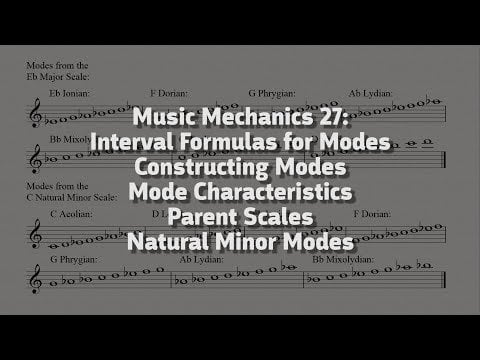 Modes from the
Eb Major Scale:
Eb Ionian: F Dorian: G Phrygian: Ab Lydian:
Music Mechanics 27:
Interval Formulas for Modes
Bb Mixoly
Constructing Modes
Mode Characteristics
Modes from the
C Natural Minor Scale:
C Aeolian: D L F Dorian:
Parent Scales
Natural Minor Modes
G Phrygian: Ab Lydian: Bb Mixolydian: